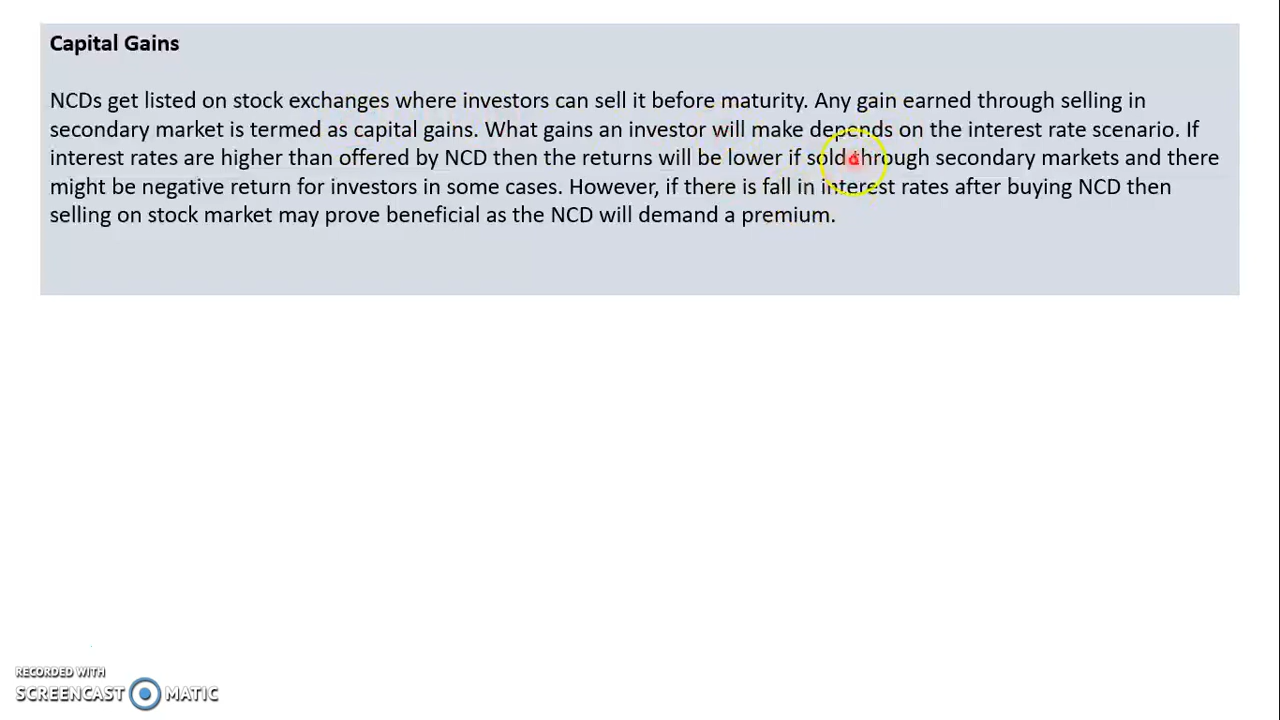 Capital Gains
NCDs get listed on stock exchanges where investors can sell it before maturity. Any gain earned through selling in
secondary market is termed as capital gains. What gains an investor will make depends on the interest rate scenario. If
interest rates are higher than offered by NCD then the returns will be lower if sold through secondary markets and there
might be negative return for investors in some cases. However, if there is fall in interest rates after buying NCD then
selling on stock market may prove beneficial as the NCD will demand a premium.
RECORDED WITH
SCREENCAST MATIC